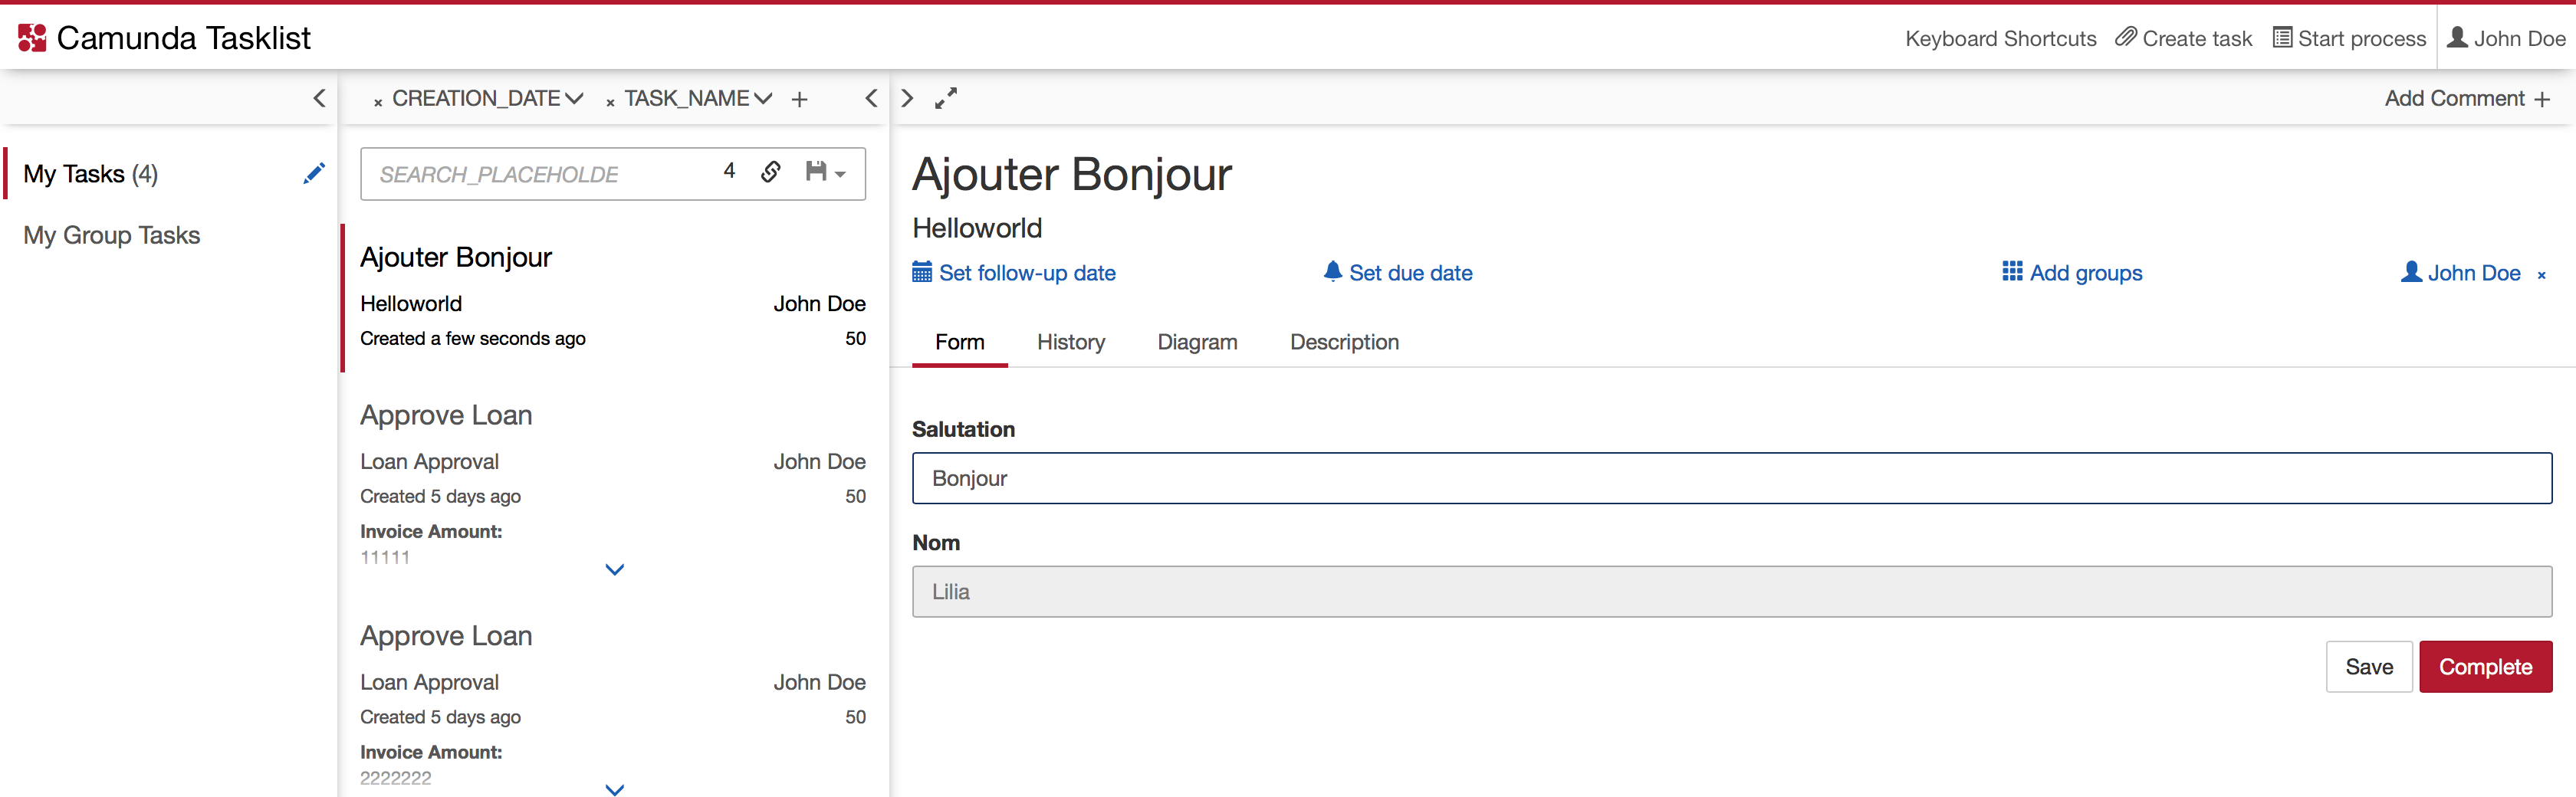 Camunda Tasklist
Keyboard Shortcuts Create task Start process John Doe
× CREATION_DATE × TASK_NAME +
Add Comment +
My Tasks (4)
My Group Tasks
SEARCH_PLACEHOLDE 4
Ajouter Bonjour
Helloworld John Doe
Created a few seconds ago 50
Approve Loan
Loan Approval John Doe
Created 5 days ago 50
Invoice Amount:
11111
Approve Loan
Loan Approval John Doe
Created 5 days ago 50
Invoice Amount:
2222222
Ajouter Bonjour
Helloworld
Set follow-up date Set due date Add groups John Doe ×
Form History Diagram Description
Salutation
Bonjour
Nom
Lilia
Save Complete